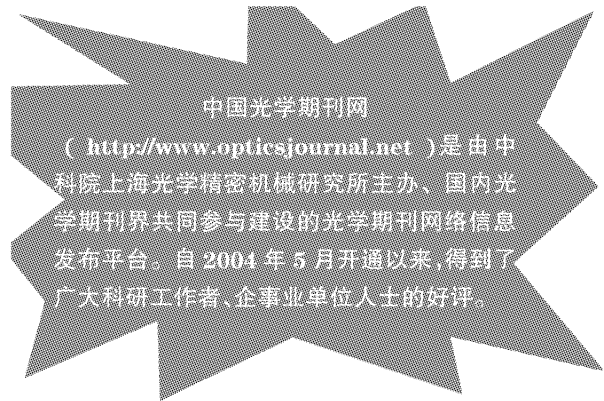 中国光学期刊网
( http://www.opticsjournal.net )是由中
科院上海光学精密机械研究所主办、国内光
学期刊界共同参与建设的光学期刊网络信息
发布平台。自 2004 年 5 月开通以来,得到了
广大科研工作者、企事业单位人士的好评。